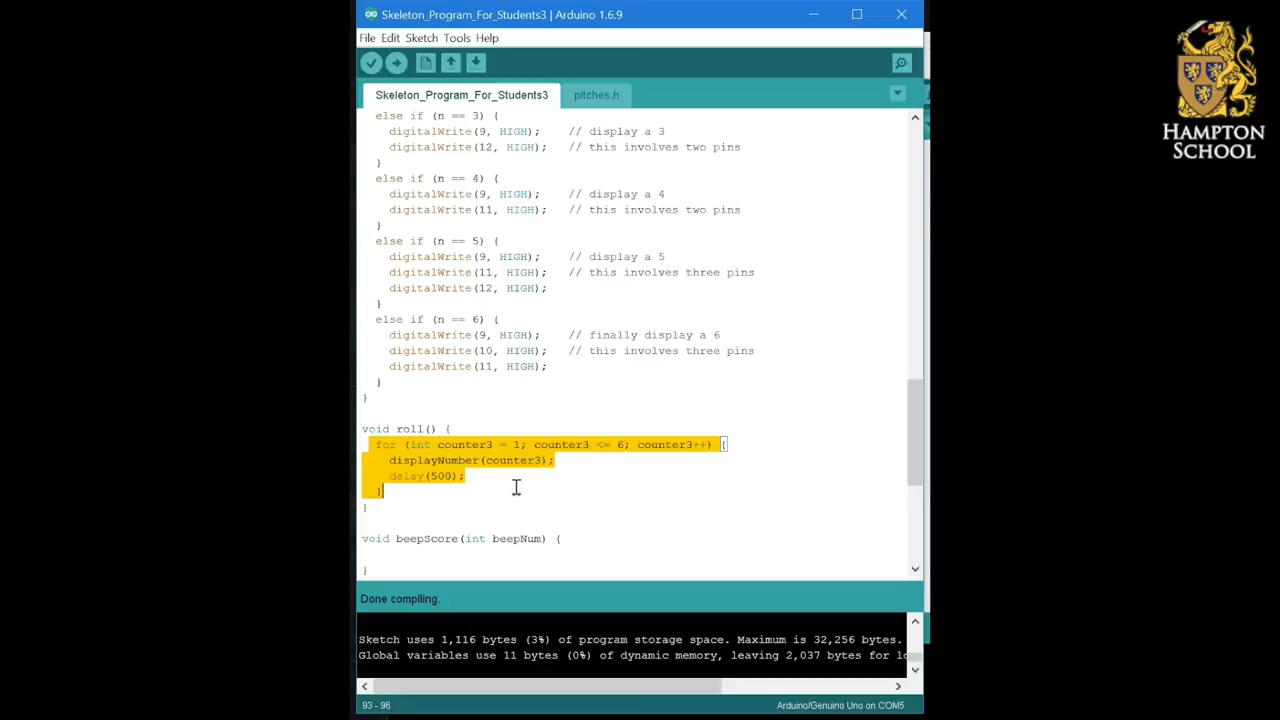 Skeleton_Program_For_Students3 | Arduino 1.6.9
File Edit Sketch Tools Help
Skeleton_Program_For_Students3
pitches.h
else if (n == 3) {
digitalWrite(9, HIGH); // display a 3
digitalWrite(12, HIGH); // this involves two pins
}
else if (n == 4) {
digitalWrite(9, HIGH); // display a 4
digitalWrite(11, HIGH); // this involves two pins
}
else if (n == 5) {
digitalWrite(9, HIGH); // display a 5
digitalWrite(11, HIGH); // this involves three pins
digitalWrite(12, HIGH);
}
else if (n == 6) {
digitalWrite(9, HIGH); // finally display a 6
digitalWrite(10, HIGH); // this involves three pins
digitalWrite(11, HIGH);
}
}
void roll() {
for (int counter3 = 1; counter3 <= 6; counter3++) {
displayNumber(counter3);
delay(500);
}
}
void beepScore(int beepNum) {
}
Done compiling.
Sketch uses 1,116 bytes (3%) of program storage space. Maximum is 32,256 bytes.
Global variables use 11 bytes (0%) of dynamic memory, leaving 2,037 bytes for
93 - 96
Arduino/Genuino Uno on COM5
HAMPTON
SCHOOL